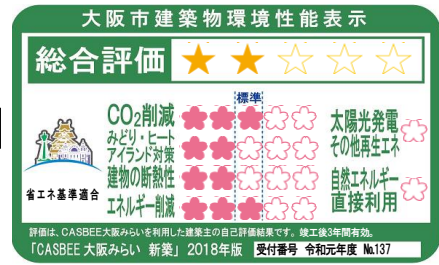 大阪市建築物環境性能表示
総合評価
標準
CO₂削減
みどり・ヒート
アイランド対策
建物の断熱性
エネルギー削減
太陽光発電
その他再生エネ
自然エネルギー
直接利用
省エネ基準適合
評価は、CASBEE大阪みらいを利用した建築主の自己評価結果です。竣工後3年間有効。
「CASBEE大阪みらい 新築」2018年版 受付番号 令和元年度 No.137